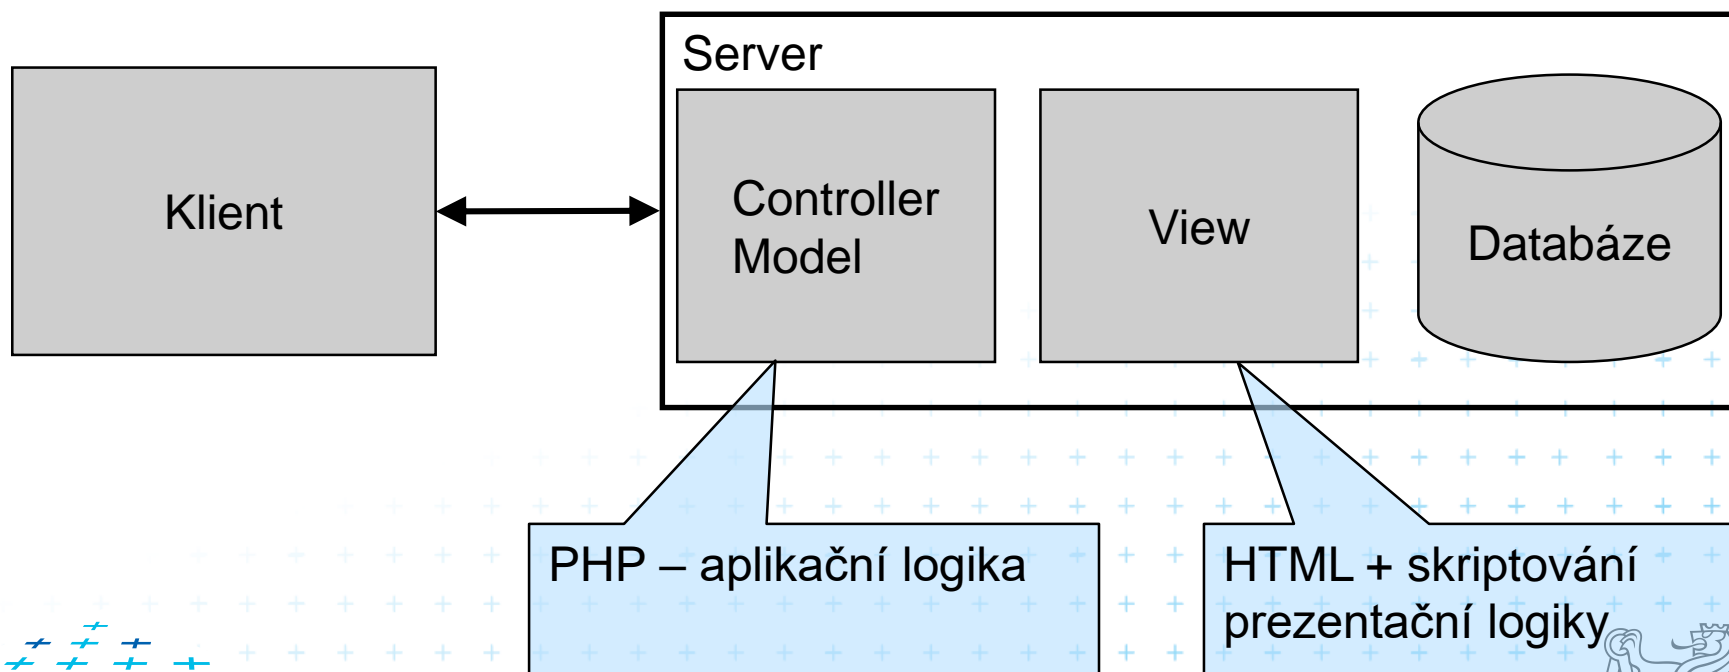 Server
Klient
Controller
Model
View
Databáze
PHP – aplikační logika
HTML + skriptování
prezentační logiky